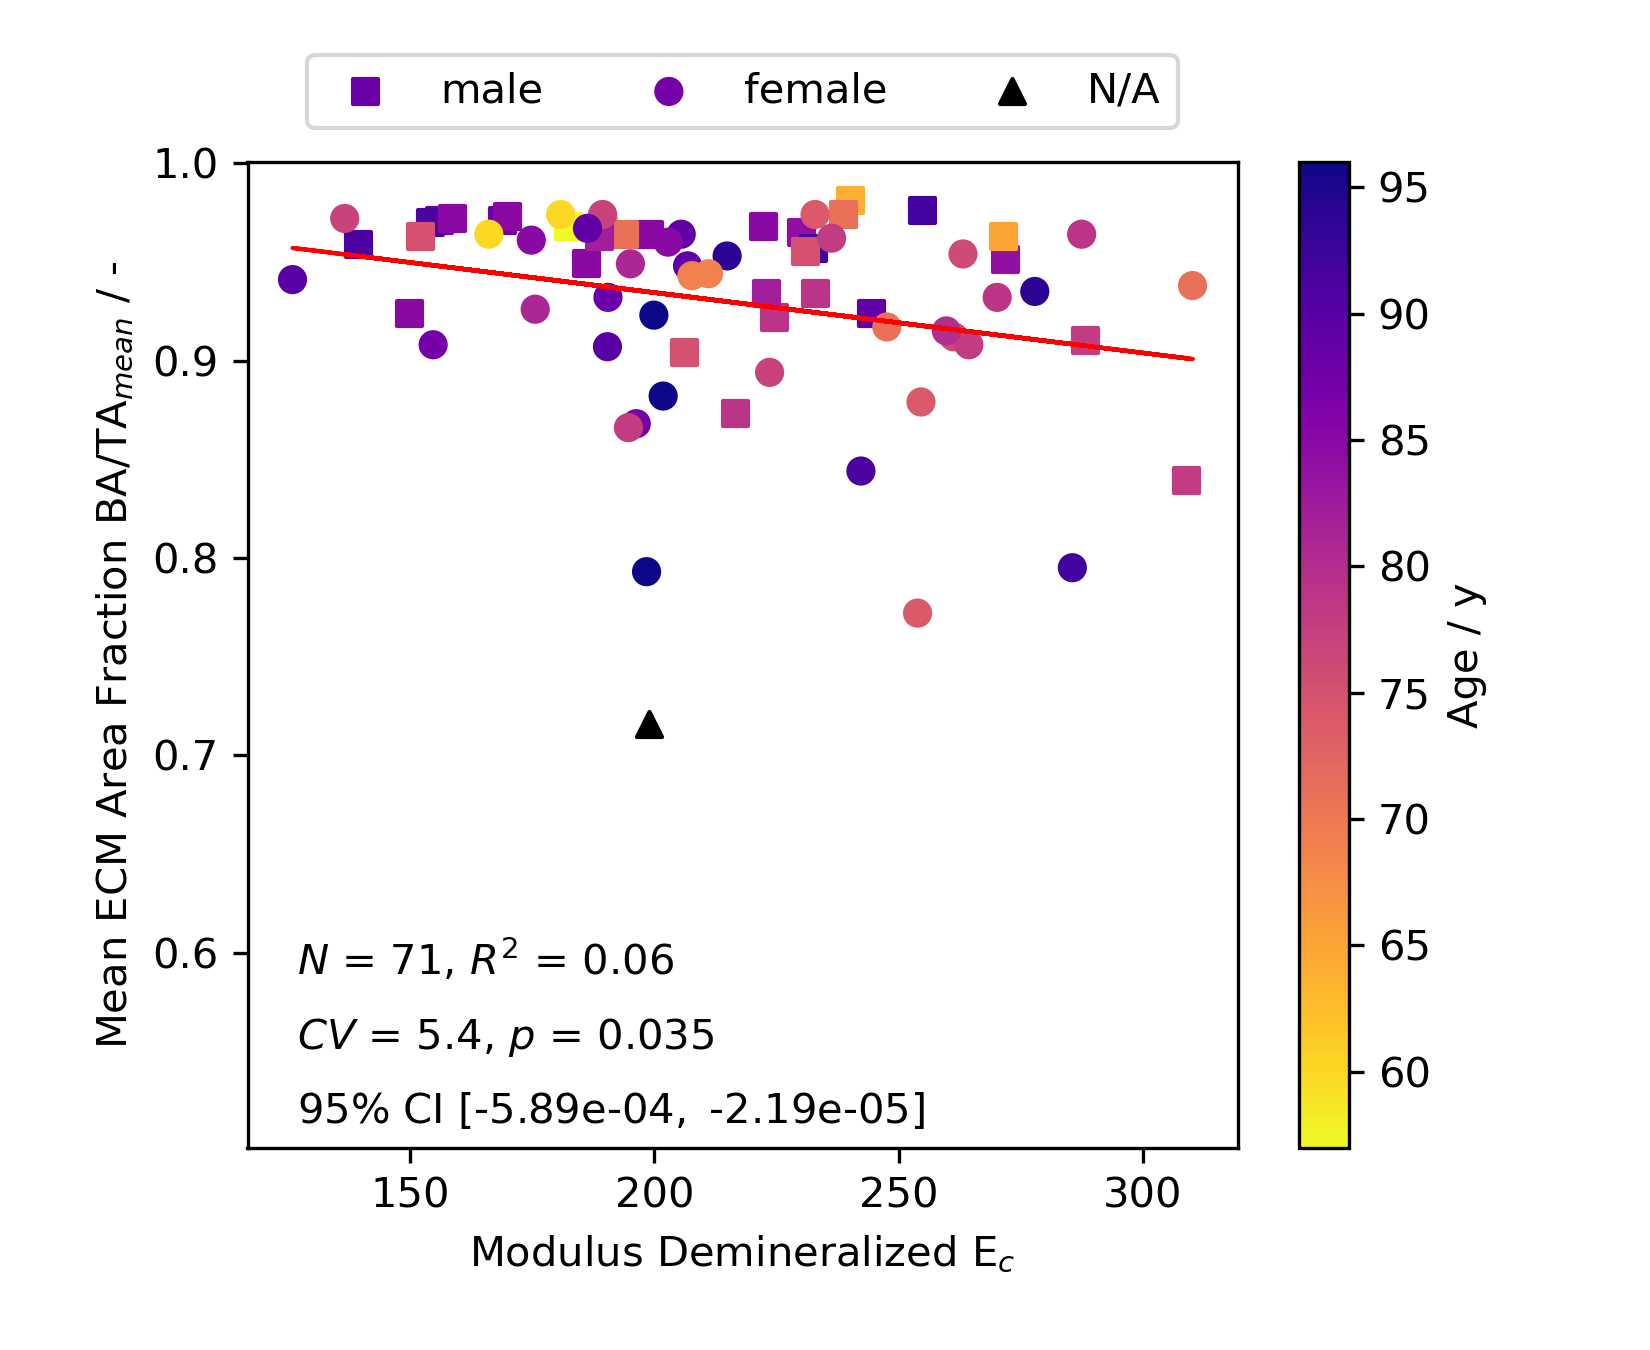 male female N/A
1.0
0.9
0.8
0.7
0.6
Mean ECM Area Fraction BA/TA_mean / -
N = 71, R² = 0.06
CV = 5.4, p = 0.035
95% CI [-5.89e-04, -2.19e-05]
150 200 250 300
Modulus Demineralized E_c
95
90
85
80
75
70
65
60
Age / y